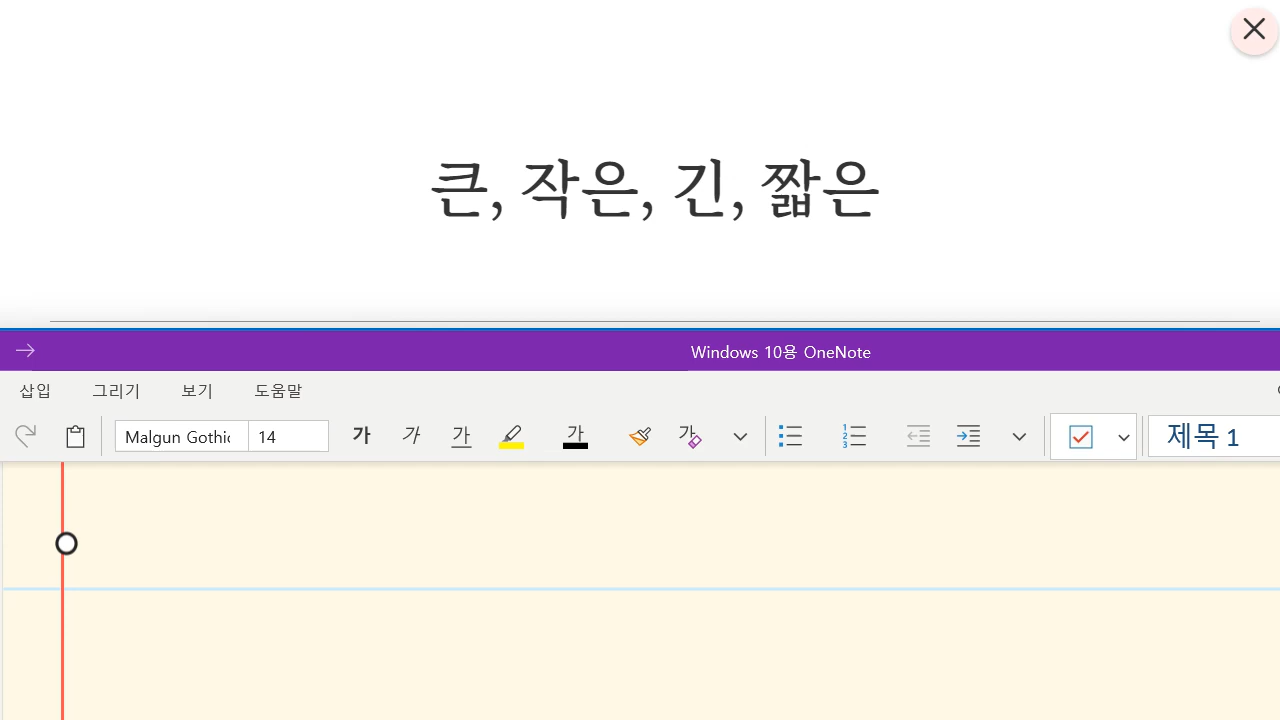 큰, 작은, 긴, 짧은
Windows 10용 OneNote
삽입 그리기 보기 도움말
Malgun Gothic 14 가 가 가 가 가 제목 1